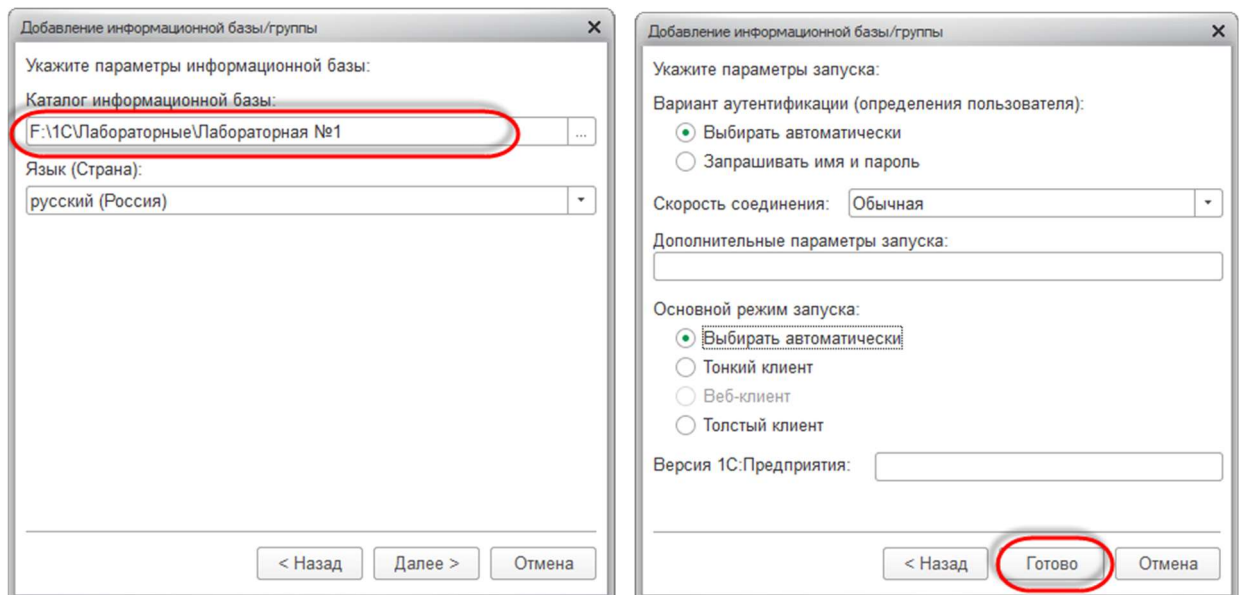 Добавление информационной базы/группы
Укажите параметры информационной базы:
Каталог информационной базы:
F:\1С\Лабораторные\Лабораторная №1
...
Язык (Страна):
русский (Россия)
< Назад
Далее >
Отмена
Добавление информационной базы/группы
Укажите параметры запуска:
Вариант аутентификации (определения пользователя):
Выбирать автоматически
Запрашивать имя и пароль
Скорость соединения: Обычная
Дополнительные параметры запуска:
Основной режим запуска:
Выбирать автоматически
Тонкий клиент
Веб-клиент
Толстый клиент
Версия 1С:Предприятия:
< Назад
Готово
Отмена